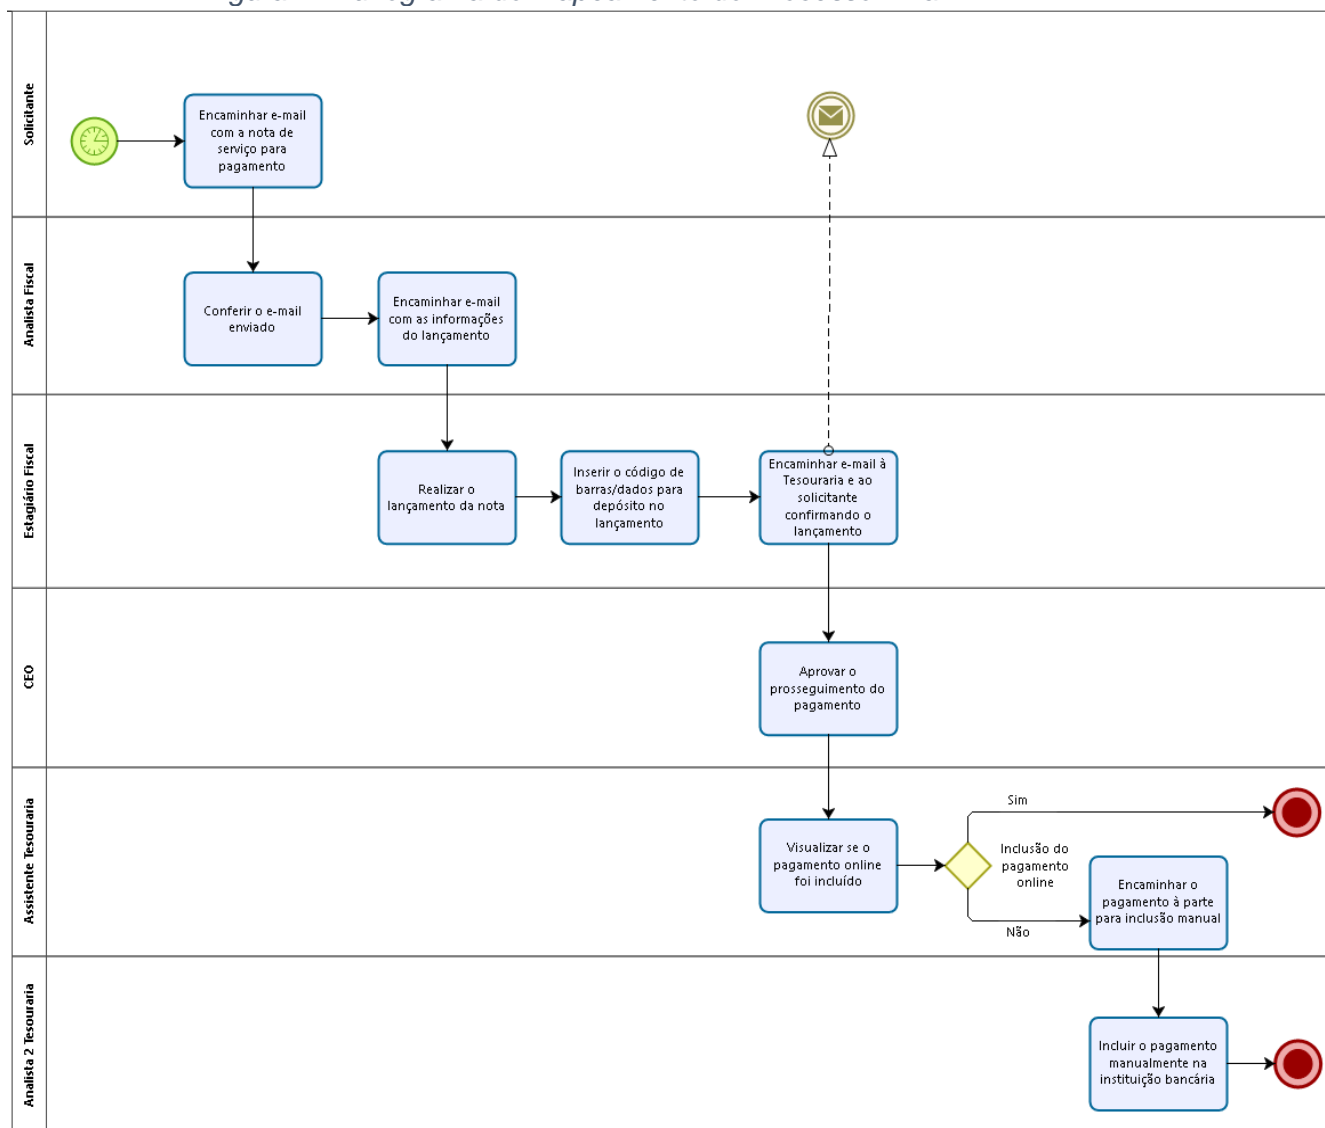 Solicitante
Encaminhar e-mail
com a nota de
serviço para
pagamento
Analista Fiscal
Conferir o e-mail
enviado
Encaminhar e-mail
com as informações
do lançamento
Estagiário Fiscal
Realizar o
lançamento da nota
Inserir o código de
barras/dados para
depósito no
lançamento
Encaminhar e-mail à
Tesouraria e ao
solicitante
confirmando o
lançamento
CEO
Aprovar o
prosseguimento do
pagamento
Assistente Tesouraria
Visualizar se o
pagamento online
foi incluído
Inclusão do
pagamento
online
Sim
Não
Encaminhar o
pagamento à parte
para inclusão manual
Analista 2 Tesouraria
Incluir o pagamento
manualmente na
instituição bancária